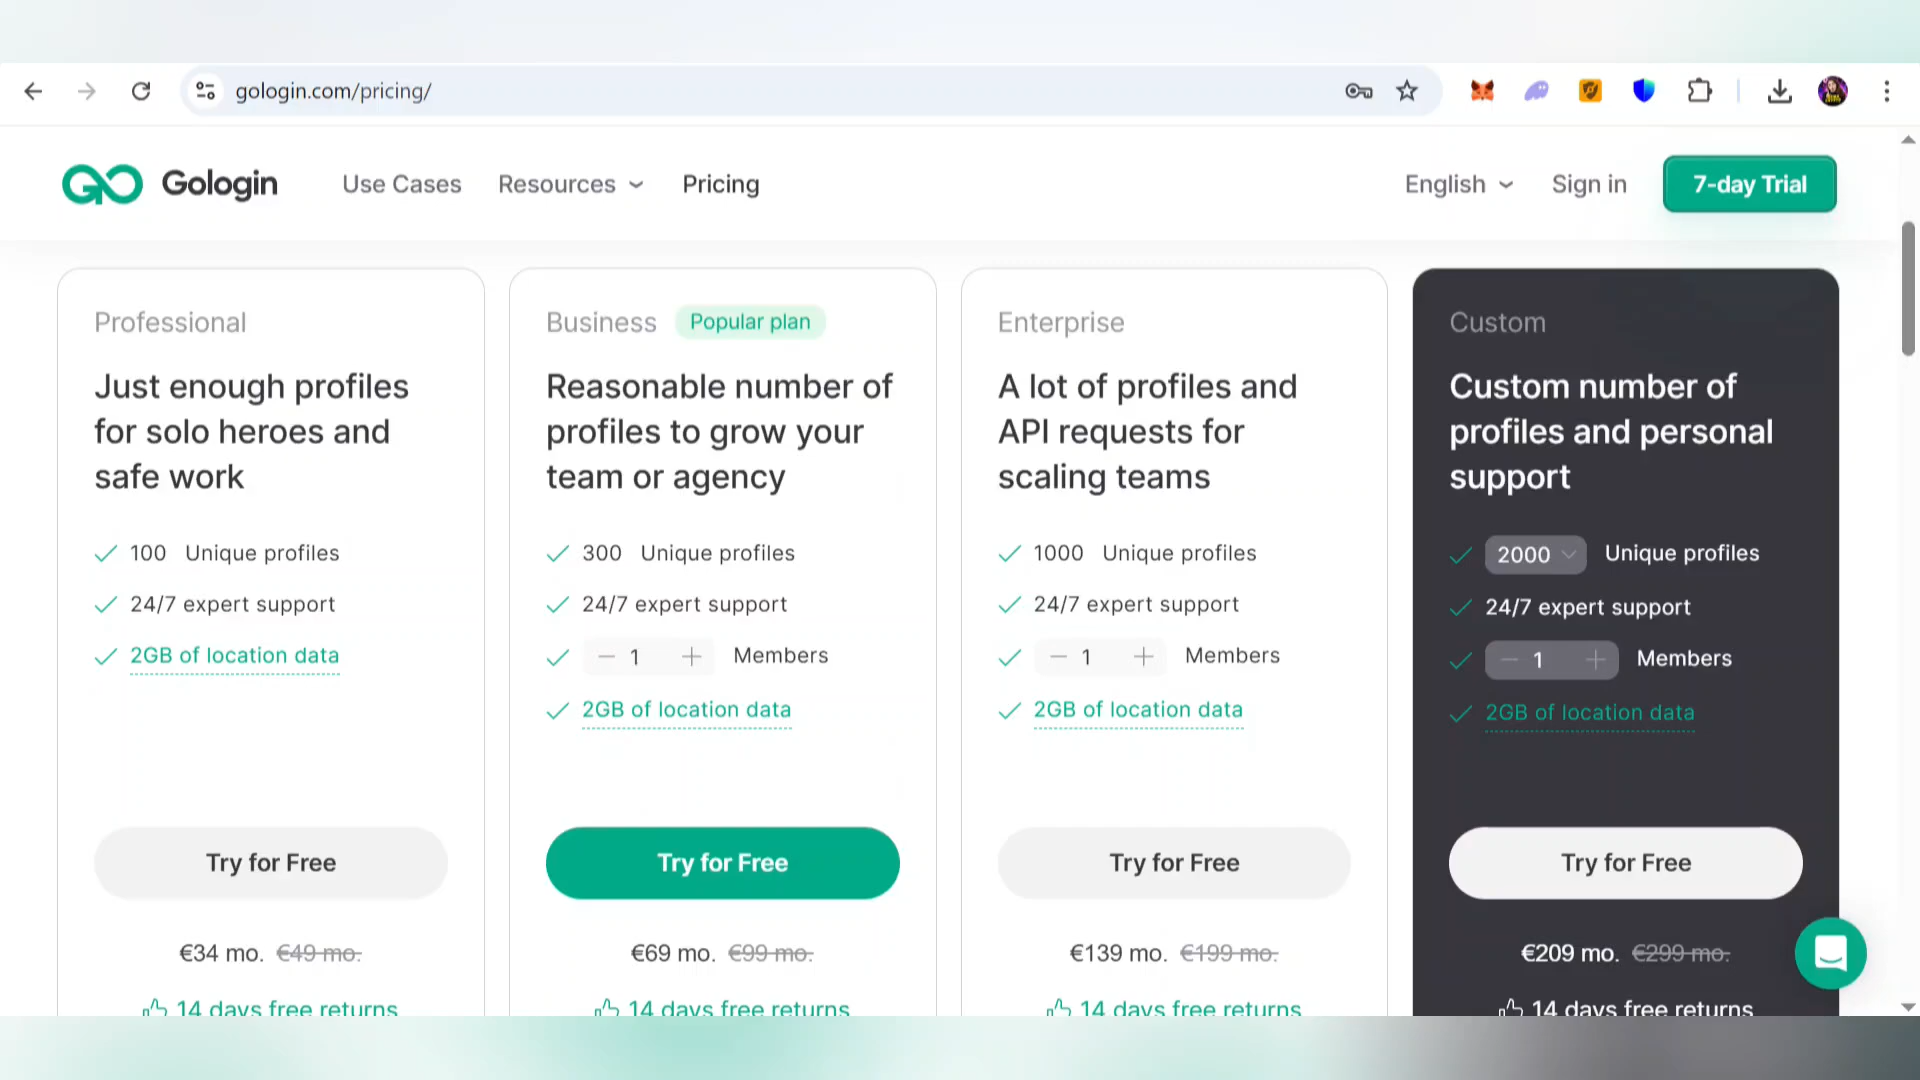 gologin.com/pricing/
Gologin
Use Cases
Resources
Pricing
English
Sign in
7-day Trial
Professional
Just enough profiles
for solo heroes and
safe work
100 Unique profiles
24/7 expert support
2GB of location data
Try for Free
€34 mo. €49 mo.
14 days free returns
Business
Popular plan
Reasonable number of
profiles to grow your
team or agency
300 Unique profiles
24/7 expert support
1 Members
2GB of location data
Try for Free
€69 mo. €99 mo.
14 days free returns
Enterprise
A lot of profiles and
API requests for
scaling teams
1000 Unique profiles
24/7 expert support
1 Members
2GB of location data
Try for Free
€139 mo. €199 mo.
14 days free returns
Custom
Custom number of
profiles and personal
support
2000 Unique profiles
24/7 expert support
1 Members
2GB of location data
Try for Free
€209 mo. €299 mo.
14 days free returns